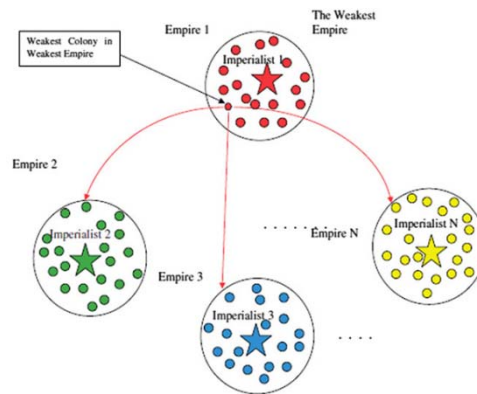 Empire 1
The Weakest
Empire
Weakest Colony in
Weakest Empire
Imperialist 1
Empire 2
Imperialist 2
Empire 3
Imperialist 3
. . . . . .
Empire N
Imperialist N
. . . .